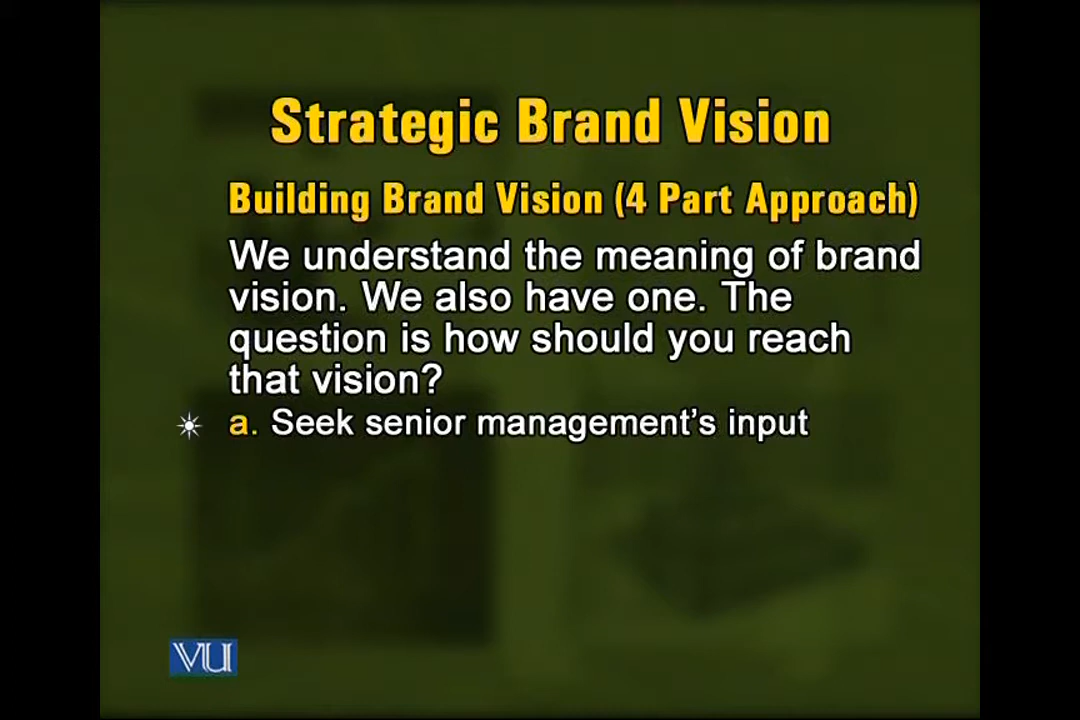 Strategic Brand Vision
Building Brand Vision (4 Part Approach)
We understand the meaning of brand
vision. We also have one. The
question is how should you reach
that vision?
a. Seek senior management's input
VU